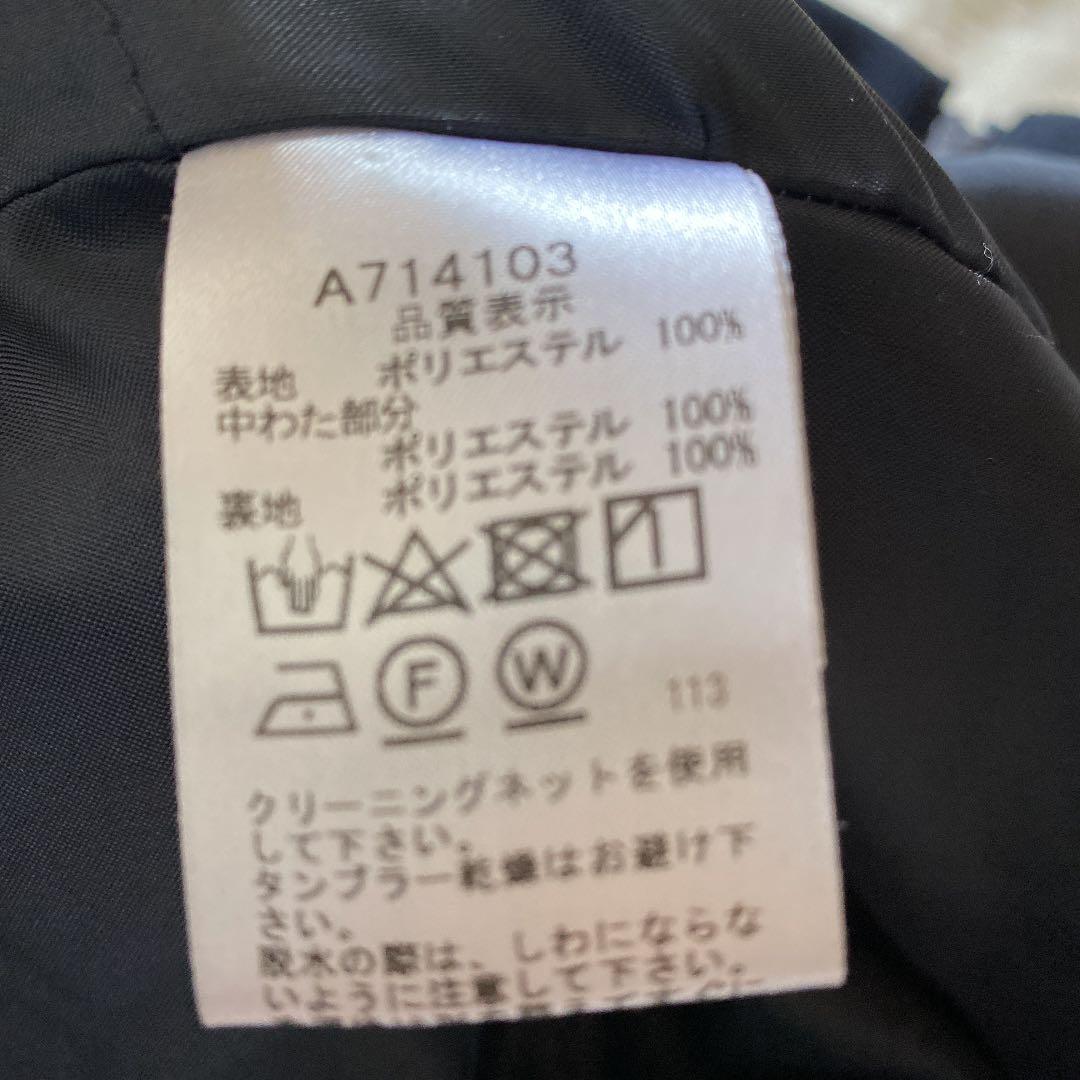 A714103
品質表示
表地 ポリエステル 100%
中わた部分
ポリエステル 100%
裏地 ポリエステル 100%
F W 113
クリーニングネットを使用
して下さい。
タンブラー乾燥はお避け下
さい。
脱水の際は、しわにならな
いように注意して下さい。